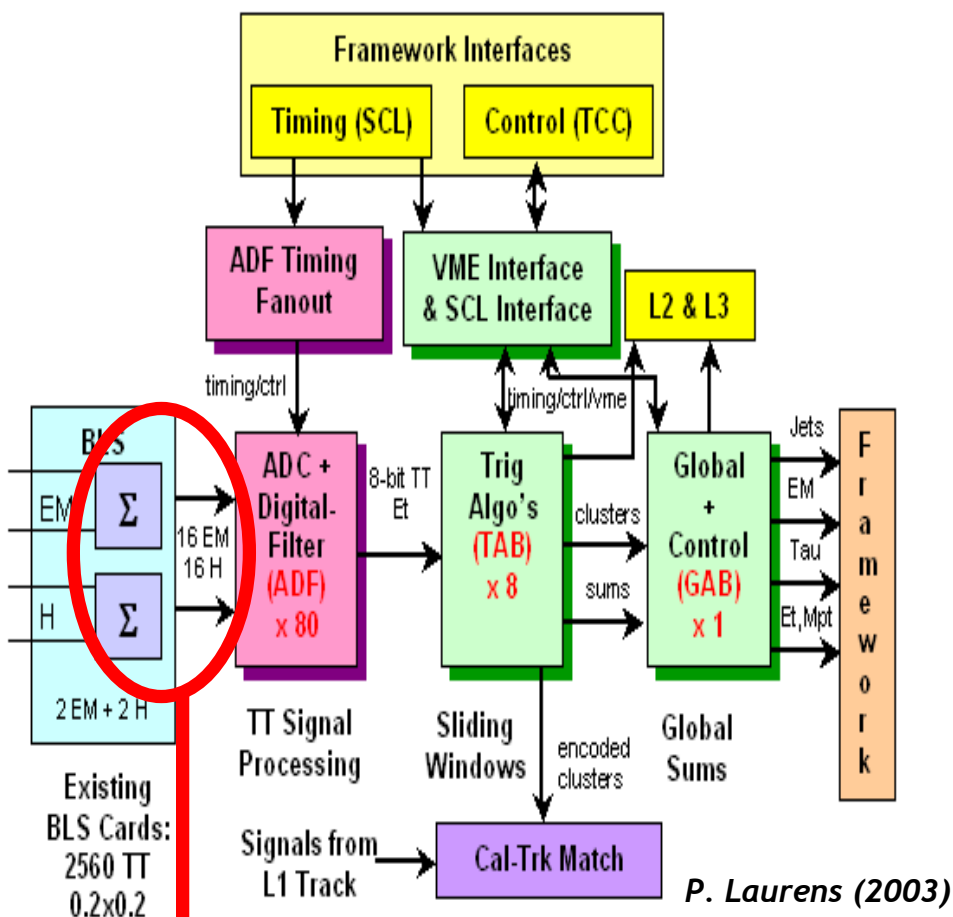 Framework Interfaces
Timing (SCL)
Control (TCC)
ADF Timing
Fanout
VME Interface
& SCL Interface
L2 & L3
timing/ctrl
timing/ctrl/vme
BLS
EM
Σ
H
Σ
2 EM + 2 H
16 EM
16 H
ADC +
Digital-
Filter
(ADF)
x 80
8-bit TT
Et
Trig
Algo's
(TAB)
x 8
clusters
sums
Global
+
Control
(GAB)
x 1
Jets
EM
Tau
Et,Mpt
Framework
TT Signal
Processing
Sliding
Windows
Global
Sums
encoded
clusters
Existing
BLS Cards:
2560 TT
0.2x0.2
Signals from
L1 Track
Cal-Trk Match
P. Laurens (2003)